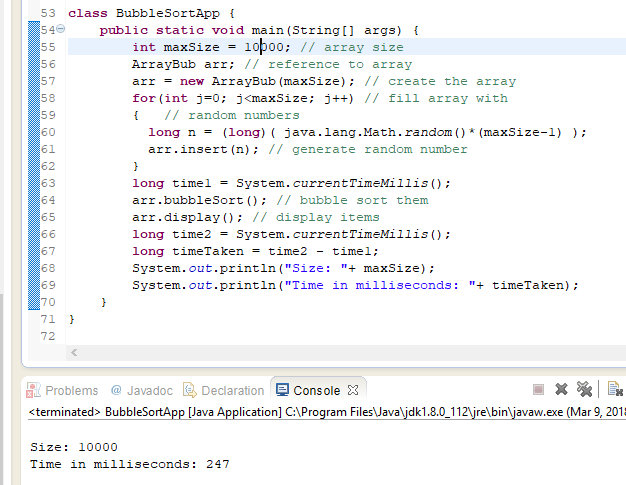 53 class BubbleSortApp {
54 public static void main(String[] args) {
55 int maxSize = 10000; // array size
56 ArrayBub arr; // reference to array
57 arr = new ArrayBub(maxSize); // create the array
58 for(int j=0; j<maxSize; j++) // fill array with
59 { // random numbers
60 long n = (long)( java.lang.Math.random()*(maxSize-1) );
61 arr.insert(n); // generate random number
62 }
63 long time1 = System.currentTimeMillis();
64 arr.bubbleSort(); // bubble sort them
65 arr.display(); // display items
66 long time2 = System.currentTimeMillis();
67 long timeTaken = time2 - time1;
68 System.out.println("Size: "+ maxSize);
69 System.out.println("Time in milliseconds: "+ timeTaken);
70 }
71 }
72
Problems @ Javadoc Declaration Console
<terminated> BubbleSortApp [Java Application] C:\Program Files\Java\jdk1.8.0_112\jre\bin\javaw.exe (Mar 9, 2018
Size: 10000
Time in milliseconds: 247